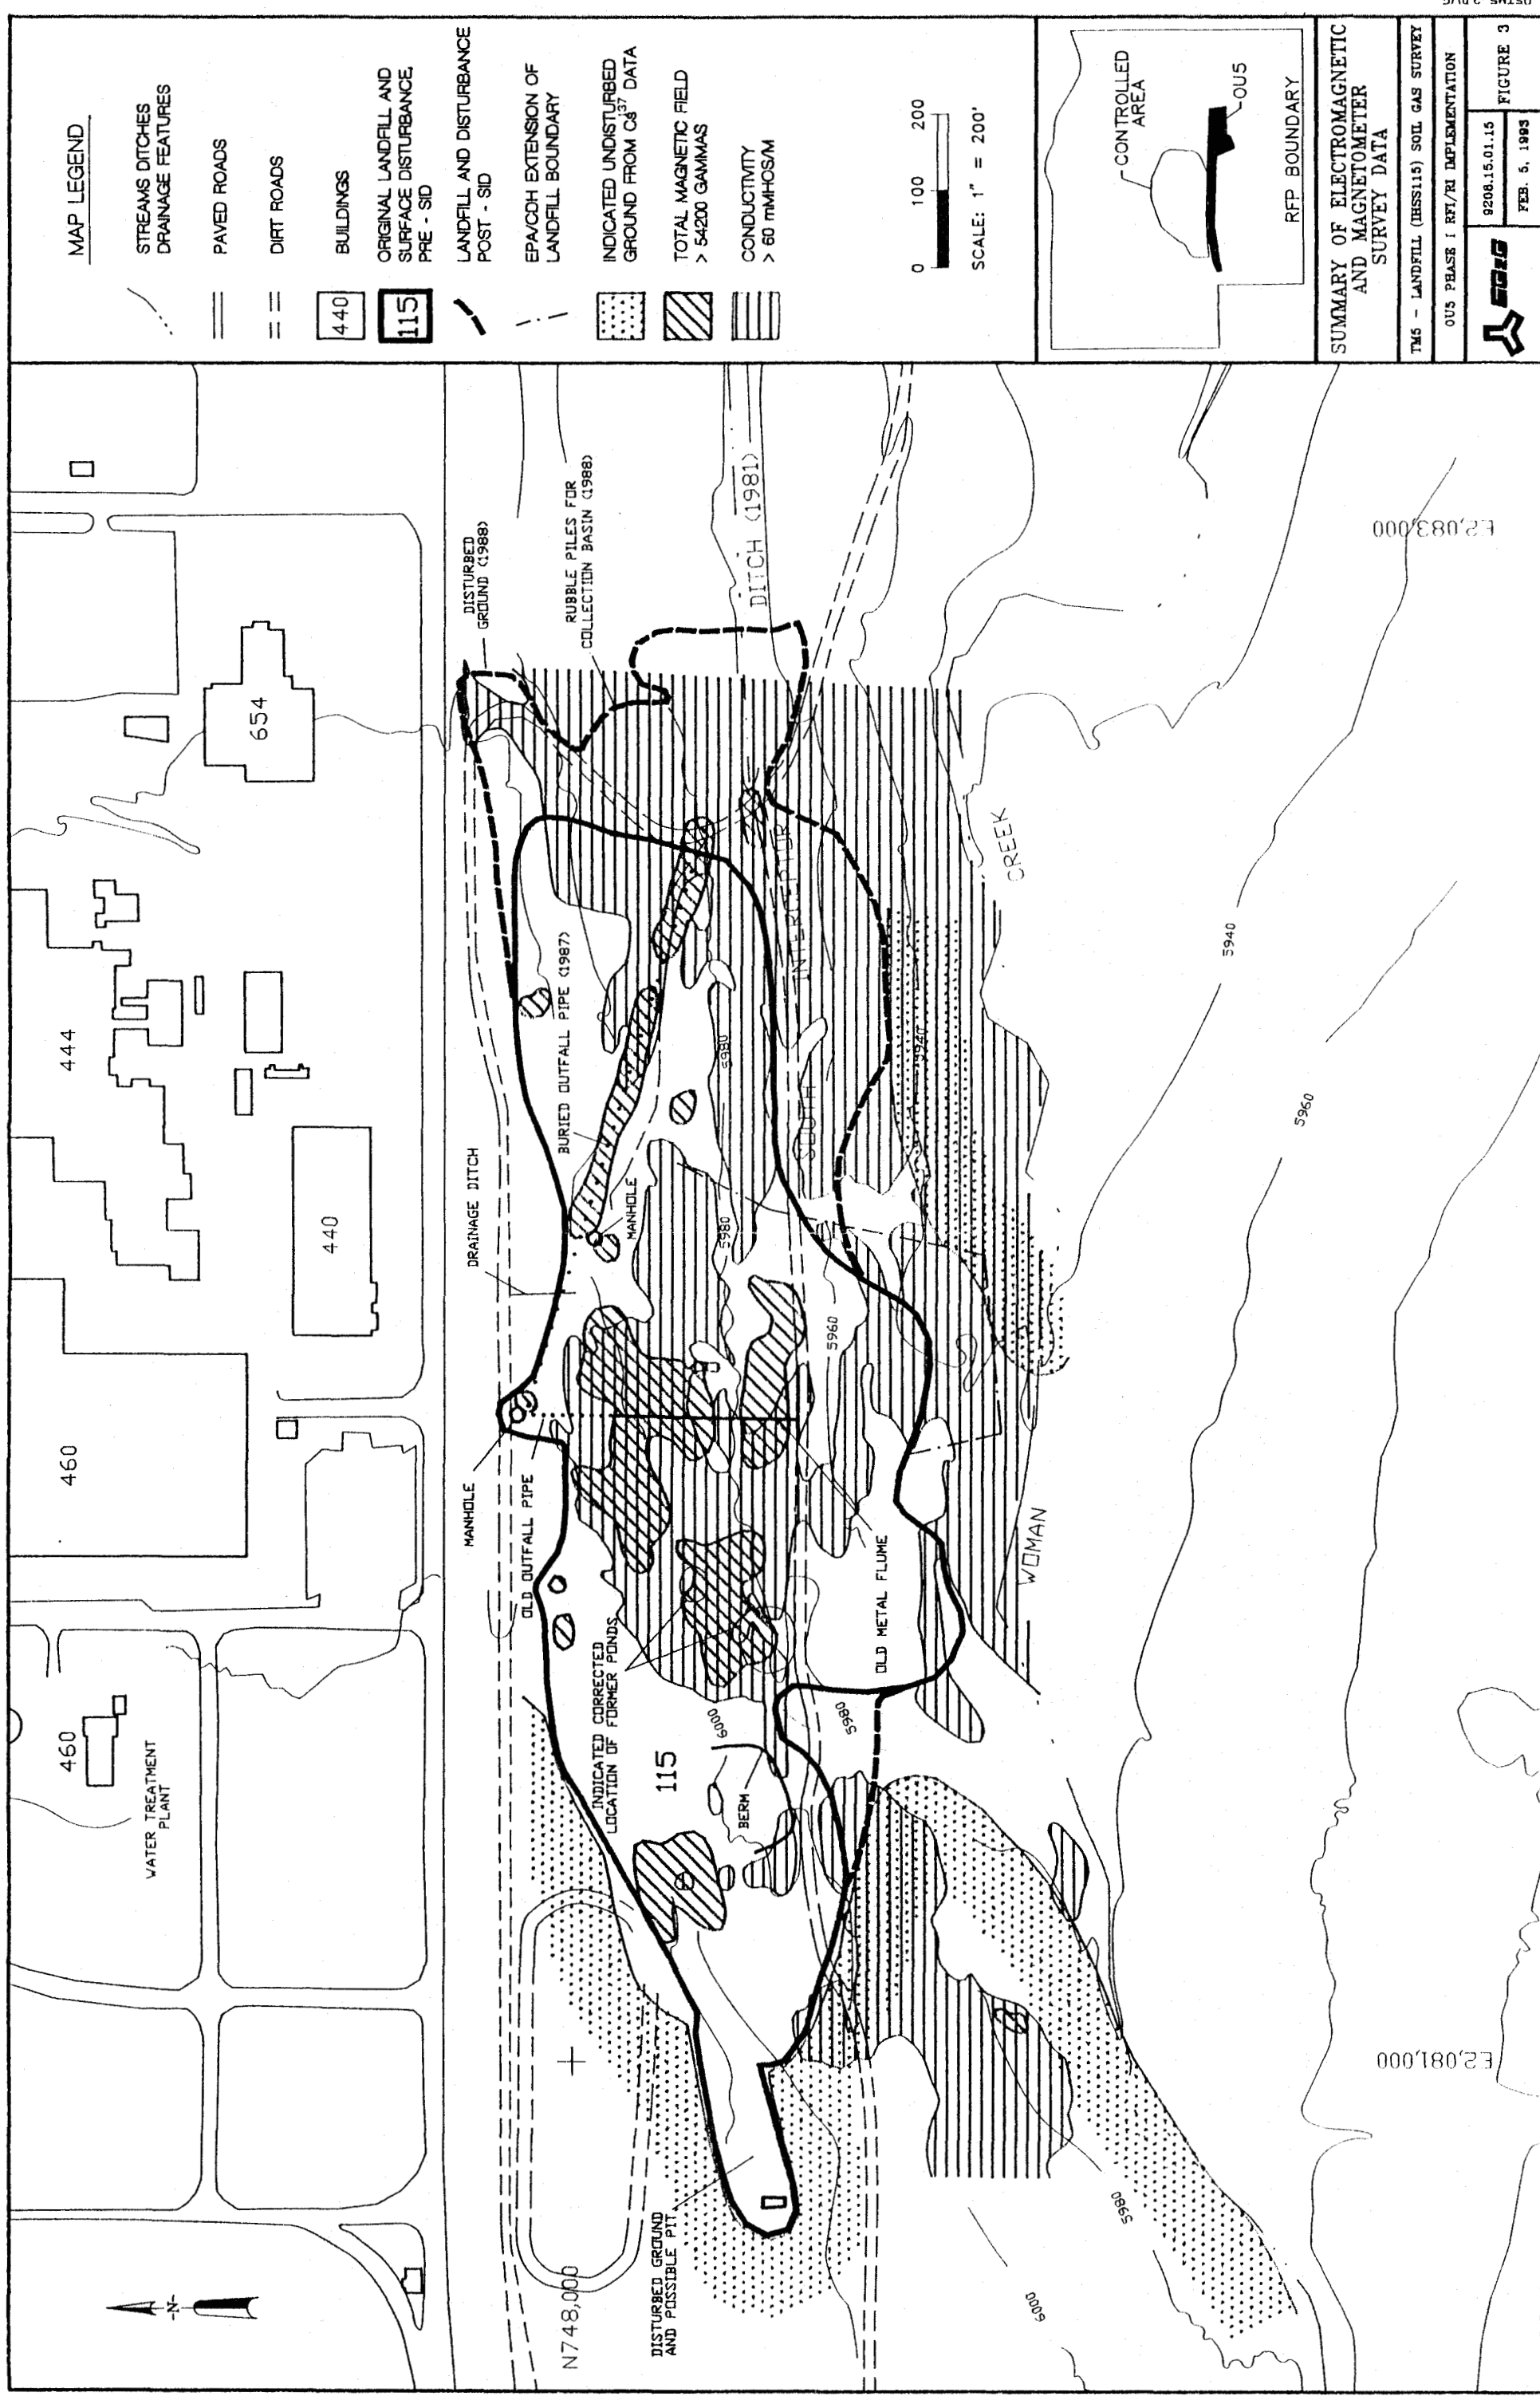 MAP LEGEND
STREAMS DITCHES
DRAINAGE FEATURES
PAVED ROADS
DIRT ROADS
440
BUILDINGS
115
ORIGINAL LANDFILL AND
SURFACE DISTURBANCE,
PRE - SID
LANDFILL AND DISTURBANCE
POST - SID
EPA/CDH EXTENSION OF
LANDFILL BOUNDARY
INDICATED UNDISTURBED
GROUND FROM Cs137 DATA
TOTAL MAGNETIC FIELD
> 54200 GAMMAS
CONDUCTIVITY
> 60 mMHOS/M
0 100 200
SCALE: 1" = 200'
CONTROLLED
AREA
OU5
RFP BOUNDARY
SUMMARY OF ELECTROMAGNETIC
AND MAGNETOMETER
SURVEY DATA
TM5 - LANDFILL (IHSS115) SOIL GAS SURVEY
OU5 PHASE I RFI/RI IMPLEMENTATION
EG&G
9208.15.01.15
FEB. 5, 1993
FIGURE 3
-N-
460
WATER TREATMENT
PLANT
460
444
440
654
N748,000
DISTURBED GROUND
AND POSSIBLE PIT
INDICATED CORRECTED
LOCATION OF FORMER PONDS
115
BERM
6000
5980
MANHOLE
OLD OUTFALL PIPE
DRAINAGE DITCH
BURIED OUTFALL PIPE (1987)
MANHOLE
DISTURBED
GROUND (1988)
RUBBLE PILES FOR
COLLECTION BASIN (1988)
5980
5980
5960
OLD METAL FLUME
SOUTH
INTERCEPTOR
DITCH (1981)
5940
WOMAN
CREEK
5940
5960
5980
6000
E2,081,000
E2,083,000